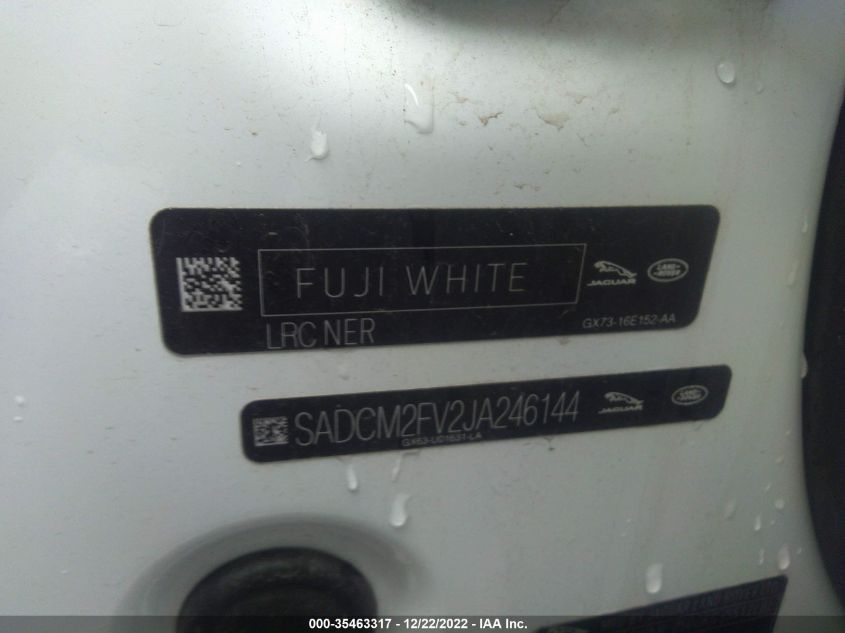 FUJI WHITE
JAGUAR
LAND-
-ROVER
LRC NER
GX73-16E152-AA
SADCM2FV2JA246144
JAGUAR
LAND-
-ROVER
GX63-U01631-LA
000-35463317 - 12/22/2022 - IAA Inc.